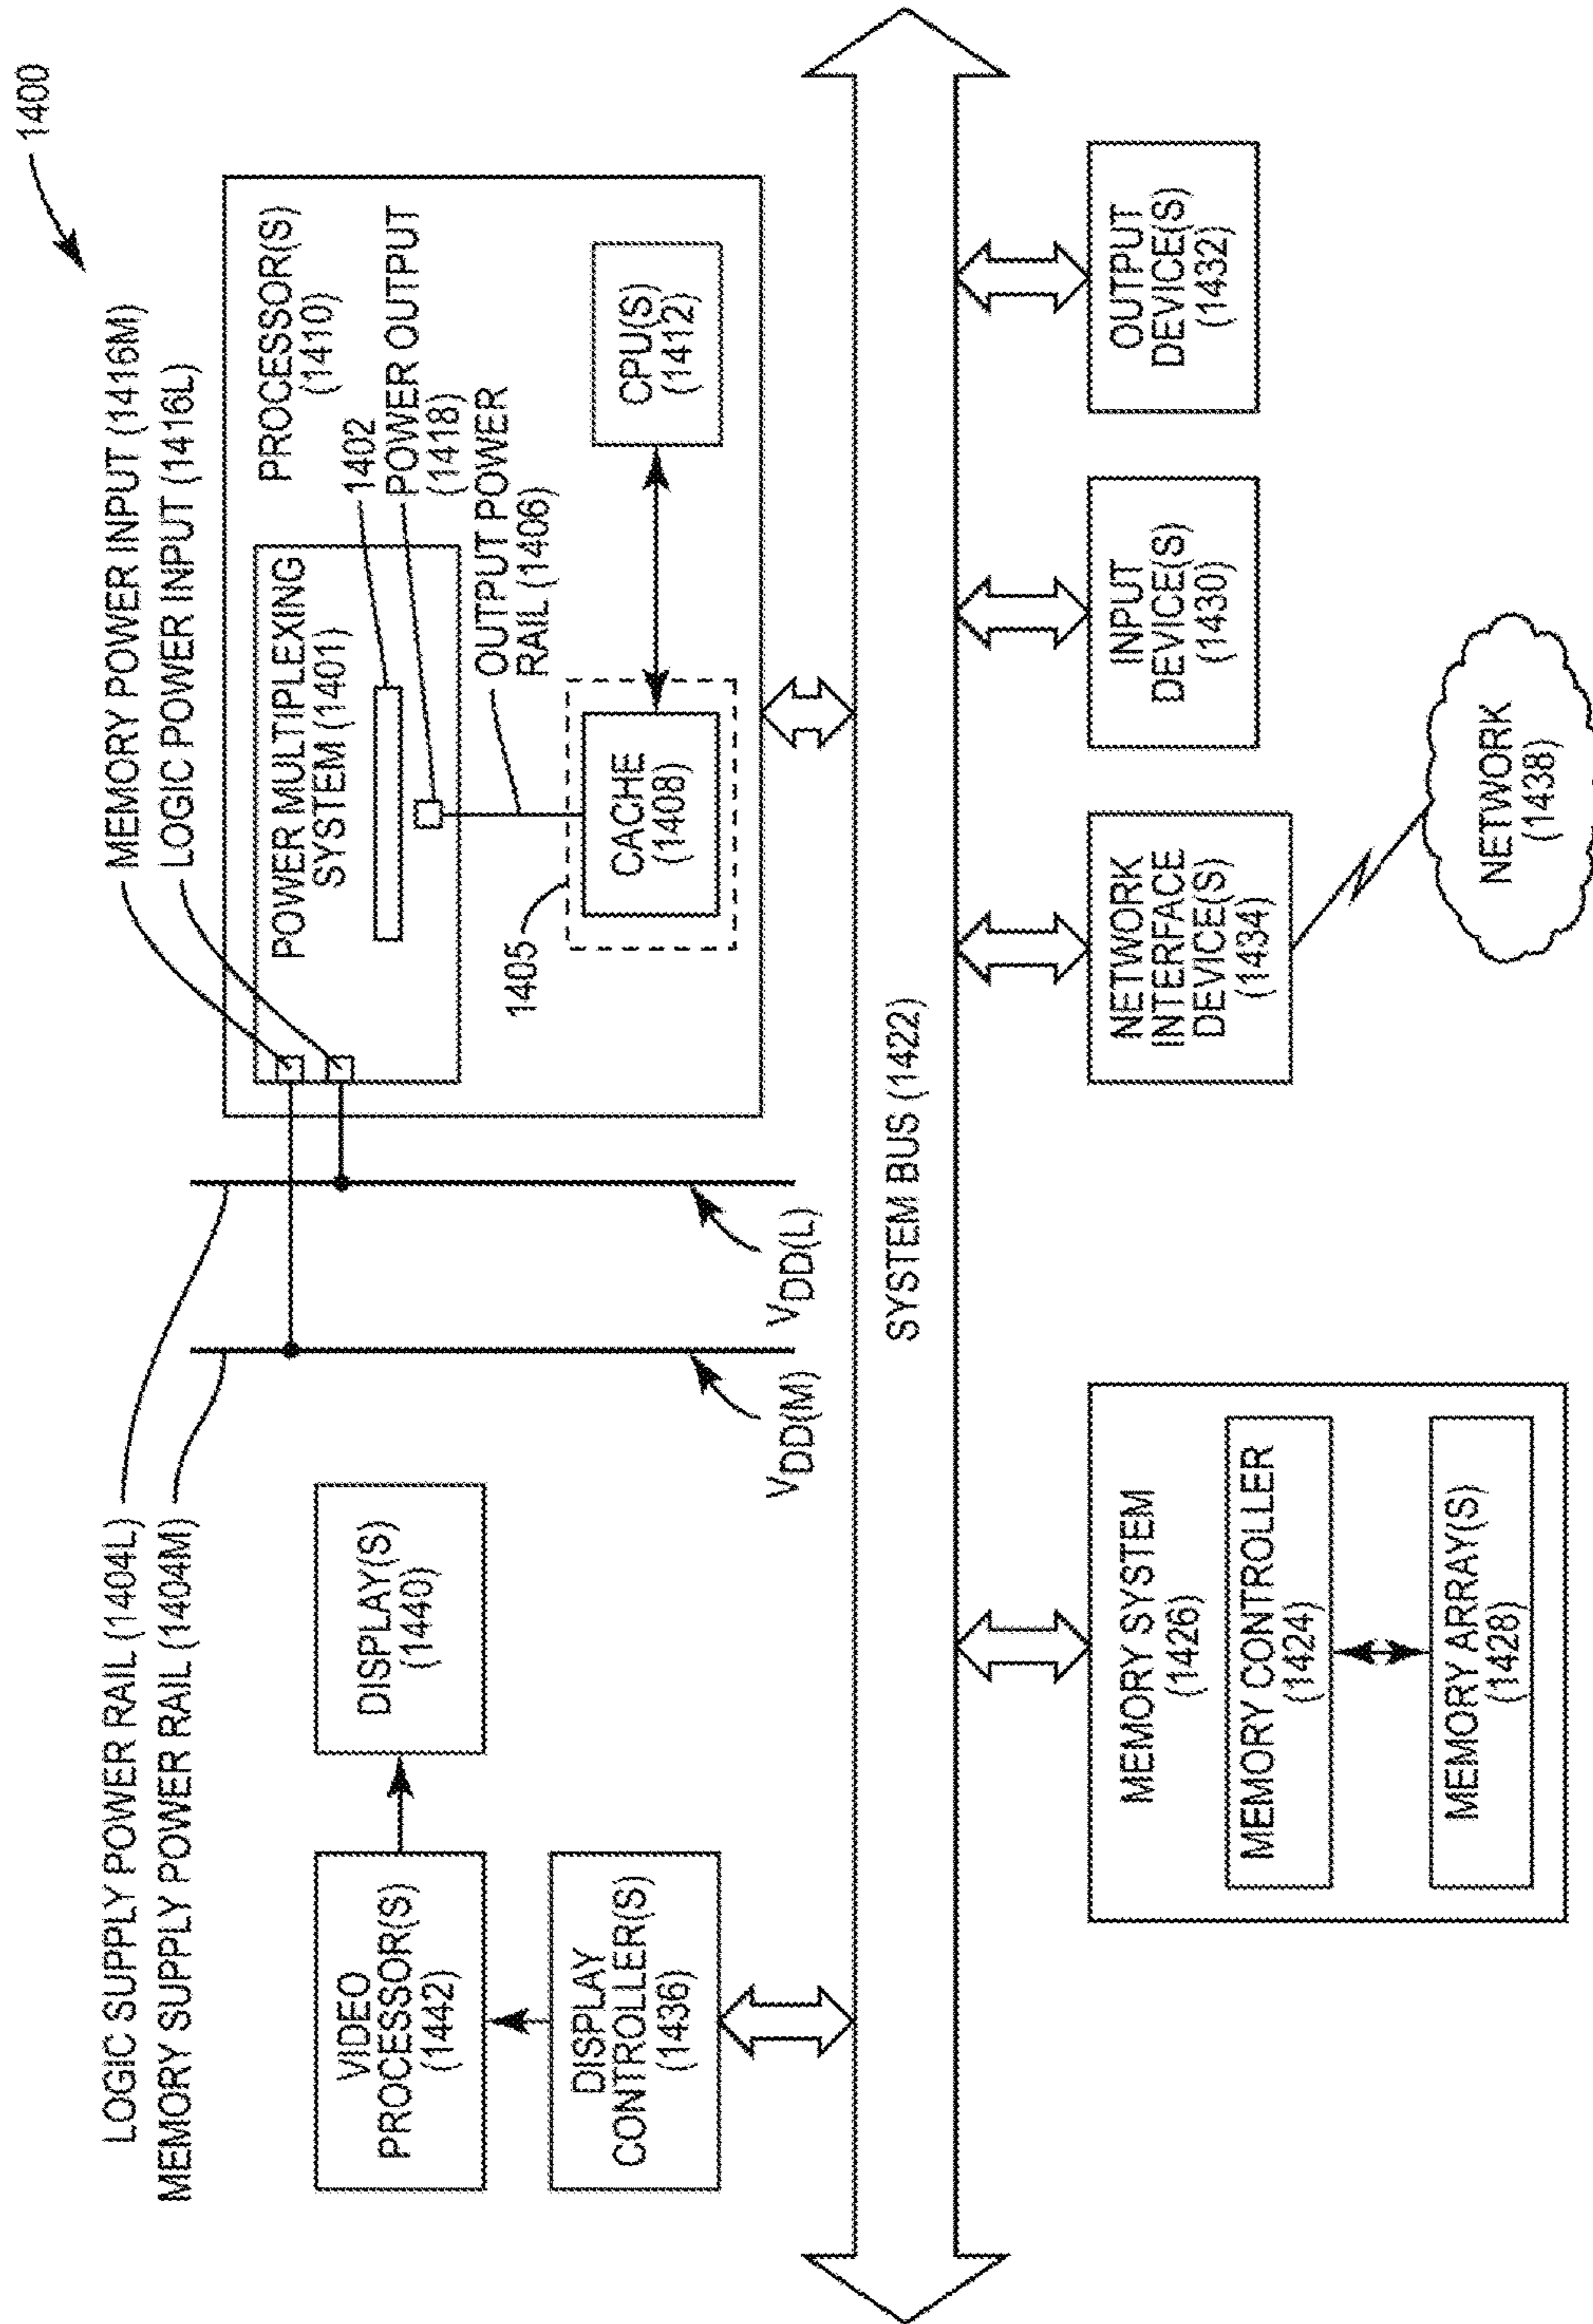 1400
LOGIC SUPPLY POWER RAIL (1404L)
MEMORY SUPPLY POWER RAIL (1404M)
MEMORY POWER INPUT (1416M)
LOGIC POWER INPUT (1416L)
VIDEO
PROCESSOR(S)
(1442)
DISPLAY(S)
(1440)
DISPLAY
CONTROLLER(S)
(1436)
VDD(M)
VDD(L)
POWER MULTIPLEXING
SYSTEM (1401)
PROCESSOR(S)
(1410)
1402
POWER OUTPUT
(1418)
OUTPUT POWER
RAIL (1406)
1405
CACHE
(1408)
CPU(S)
(1412)
SYSTEM BUS (1422)
MEMORY SYSTEM
(1426)
MEMORY CONTROLLER
(1424)
MEMORY ARRAY(S)
(1428)
NETWORK
INTERFACE
DEVICE(S)
(1434)
INPUT
DEVICE(S)
(1430)
OUTPUT
DEVICE(S)
(1432)
NETWORK
(1438)